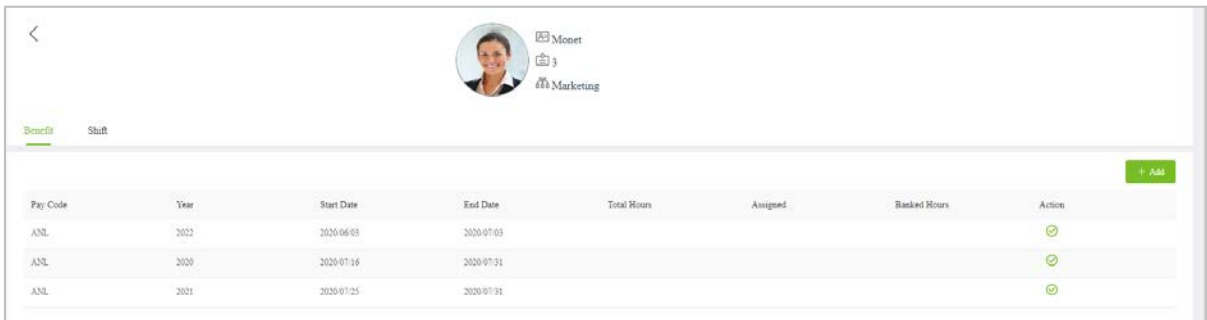 Monet
3
Marketing
Benefit Shift
+ Add
Pay Code Year Start Date End Date Total Hours Assigned Banked Hours Action
ANL 2022 2020/06/03 2020/07/03
ANL 2020 2020/07/16 2020/07/31
ANL 2021 2020/07/25 2020/07/31